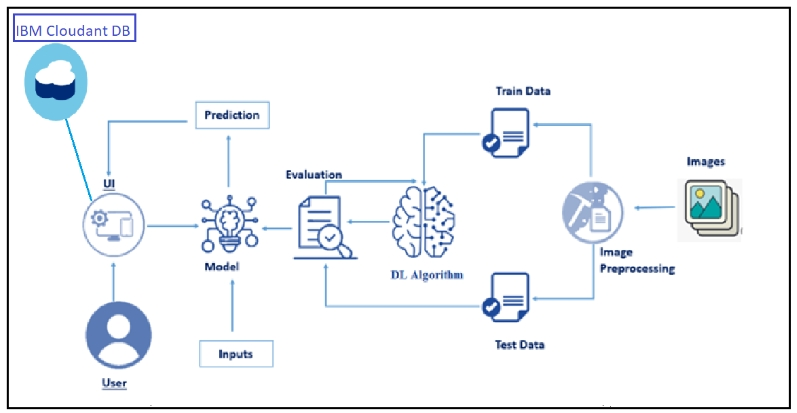 IBM Cloudant DB
Train Data
Prediction
Evaluation
Images
UI
Model
DL Algorithm
Image
Preprocessing
Test Data
Inputs
User